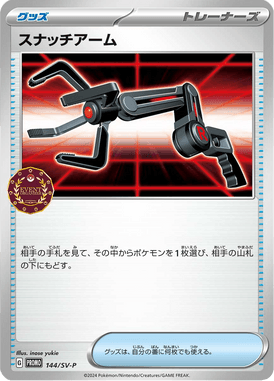 グッズ
トレーナーズ
スナッチアーム
EVENT
相手の手札を見て、その中からポケモンを1枚選び、相手の山札
の下にもどす。
Illus. inose yukie
G PROMO 144/SV-P
©2024 Pokémon/Nintendo/Creatures/GAME FREAK.
グッズは、自分の番に何枚でも使える。